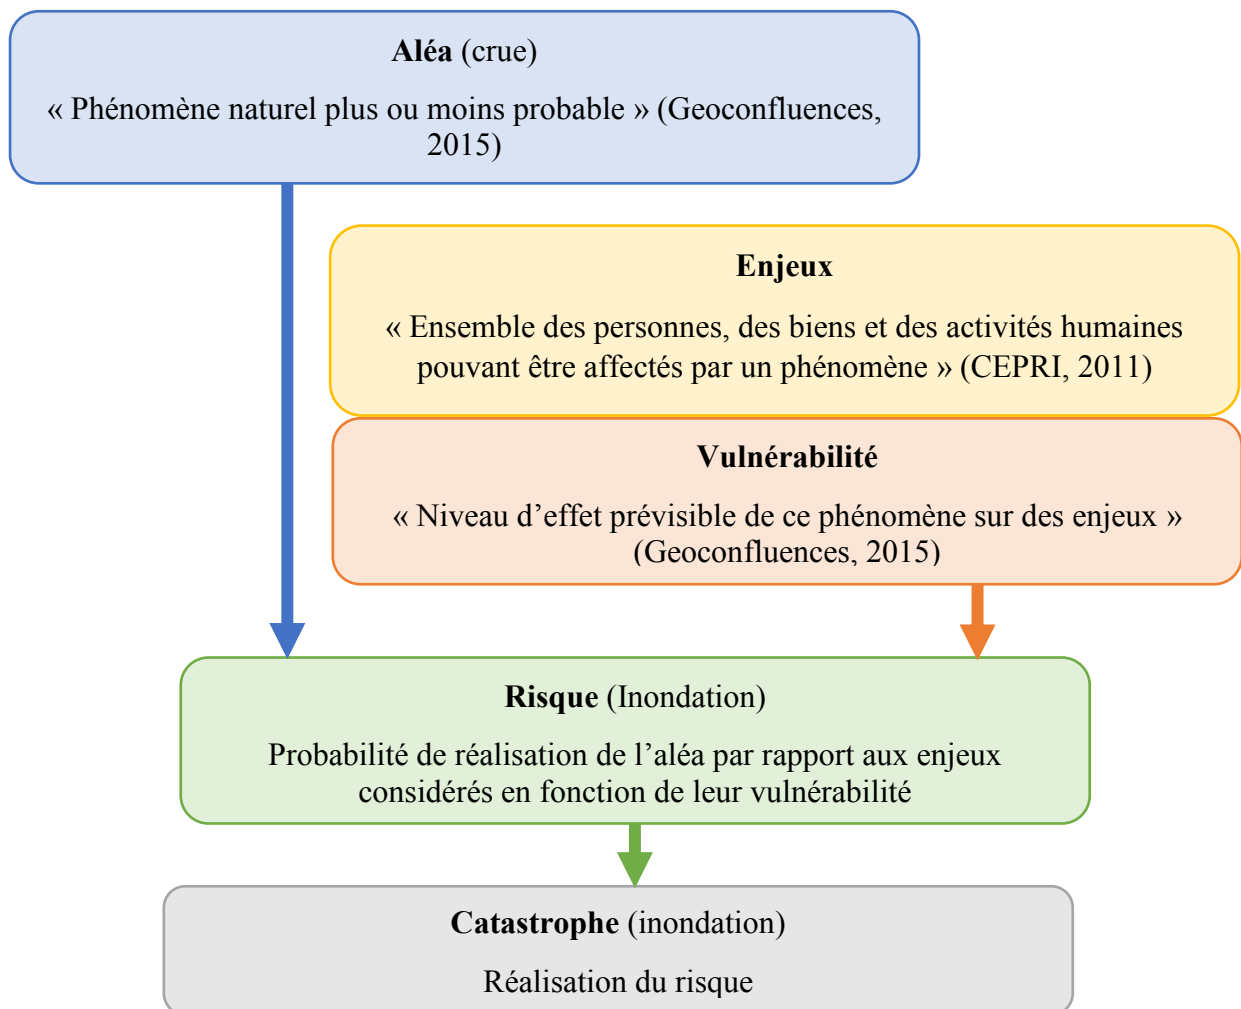 Aléa (crue)
« Phénomène naturel plus ou moins probable » (Geoconfluences,
2015)
Enjeux
« Ensemble des personnes, des biens et des activités humaines
pouvant être affectés par un phénomène » (CEPRI, 2011)
Vulnérabilité
« Niveau d’effet prévisible de ce phénomène sur des enjeux »
(Geoconfluences, 2015)
Risque (Inondation)
Probabilité de réalisation de l’aléa par rapport aux enjeux
considérés en fonction de leur vulnérabilité
Catastrophe (inondation)
Réalisation du risque